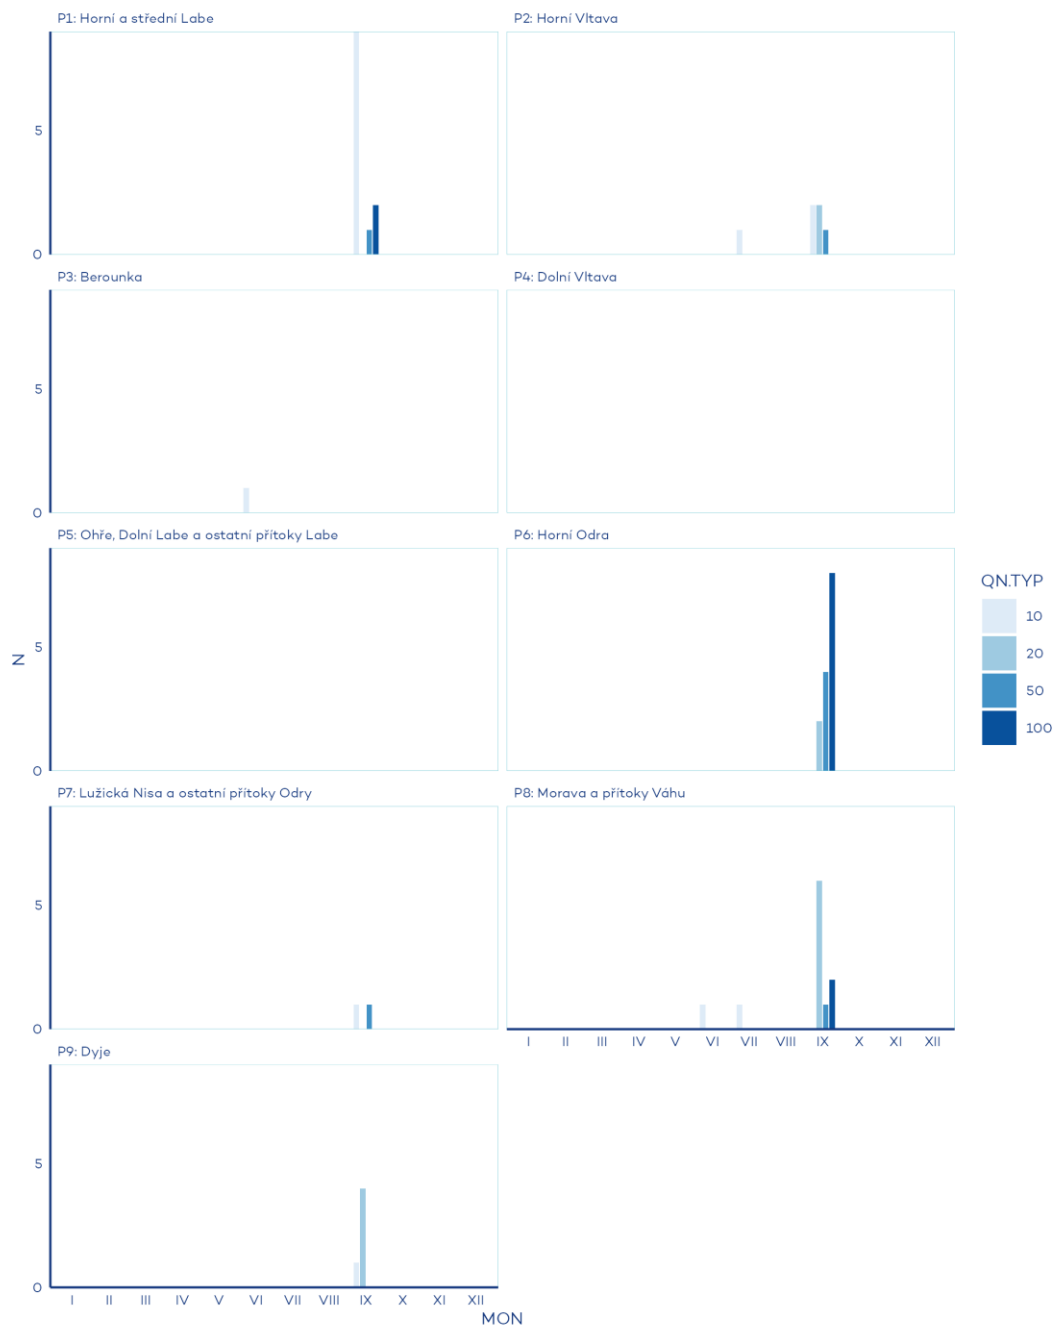 P1: Horní a střední Labe
P2: Horní Vltava
5
0
P3: Berounka
P4: Dolní Vltava
5
0
P5: Ohře, Dolní Labe a ostatní přítoky Labe
P6: Horní Odra
N
5
0
QN.TYP
10
20
50
100
P7: Lužická Nisa a ostatní přítoky Odry
P8: Morava a přítoky Váhu
5
0
I II III IV V VI VII VIII IX X XI XII
P9: Dyje
5
0
I II III IV V VI VII VIII IX X XI XII
MON